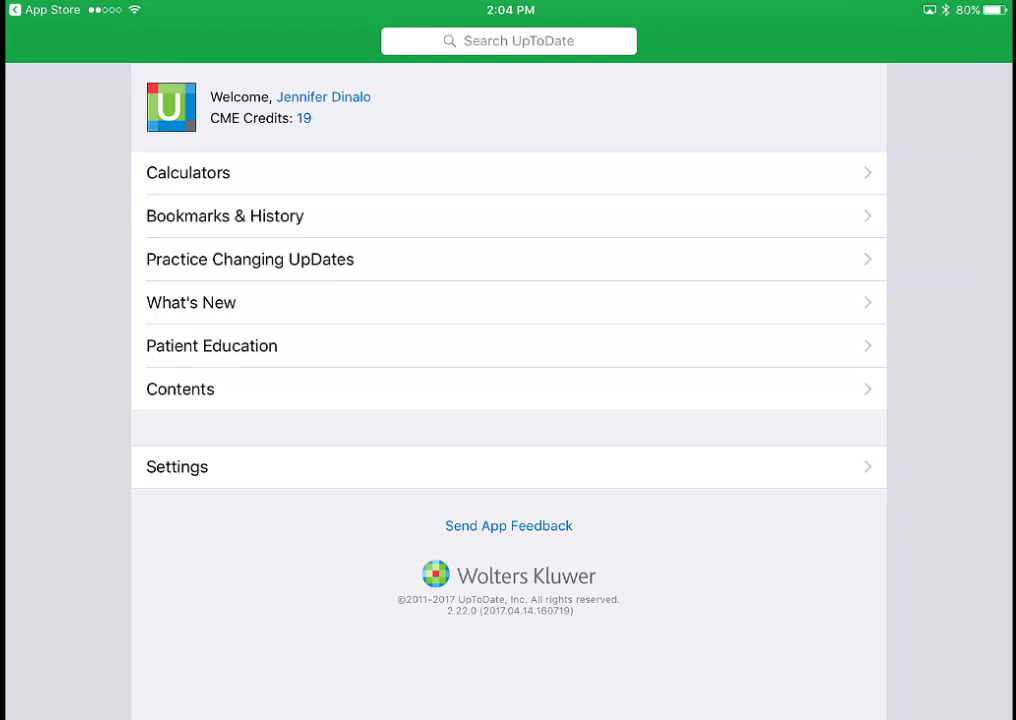 App Store 2:04 PM 80%
Search UpToDate
U
Welcome, Jennifer Dinalo
CME Credits: 19
Calculators
Bookmarks & History
Practice Changing UpDates
What's New
Patient Education
Contents
Settings
Send App Feedback
Wolters Kluwer
©2011-2017 UpToDate, Inc. All rights reserved.
2.22.0 (2017.04.14.160719)